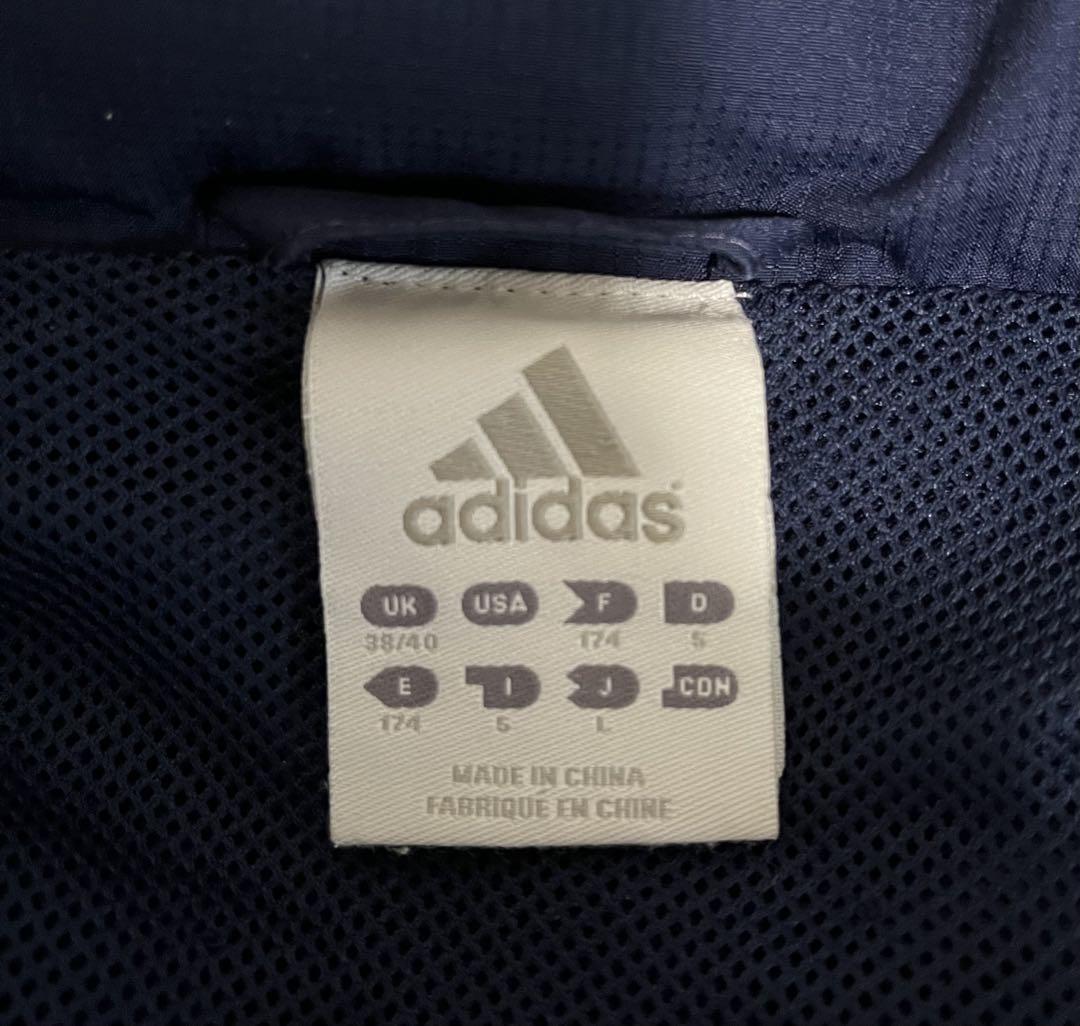 adidas
UK USA F D
38/40 174 5
E I J CDN
174 5 L
MADE IN CHINA
FABRIQUÉ EN CHINE